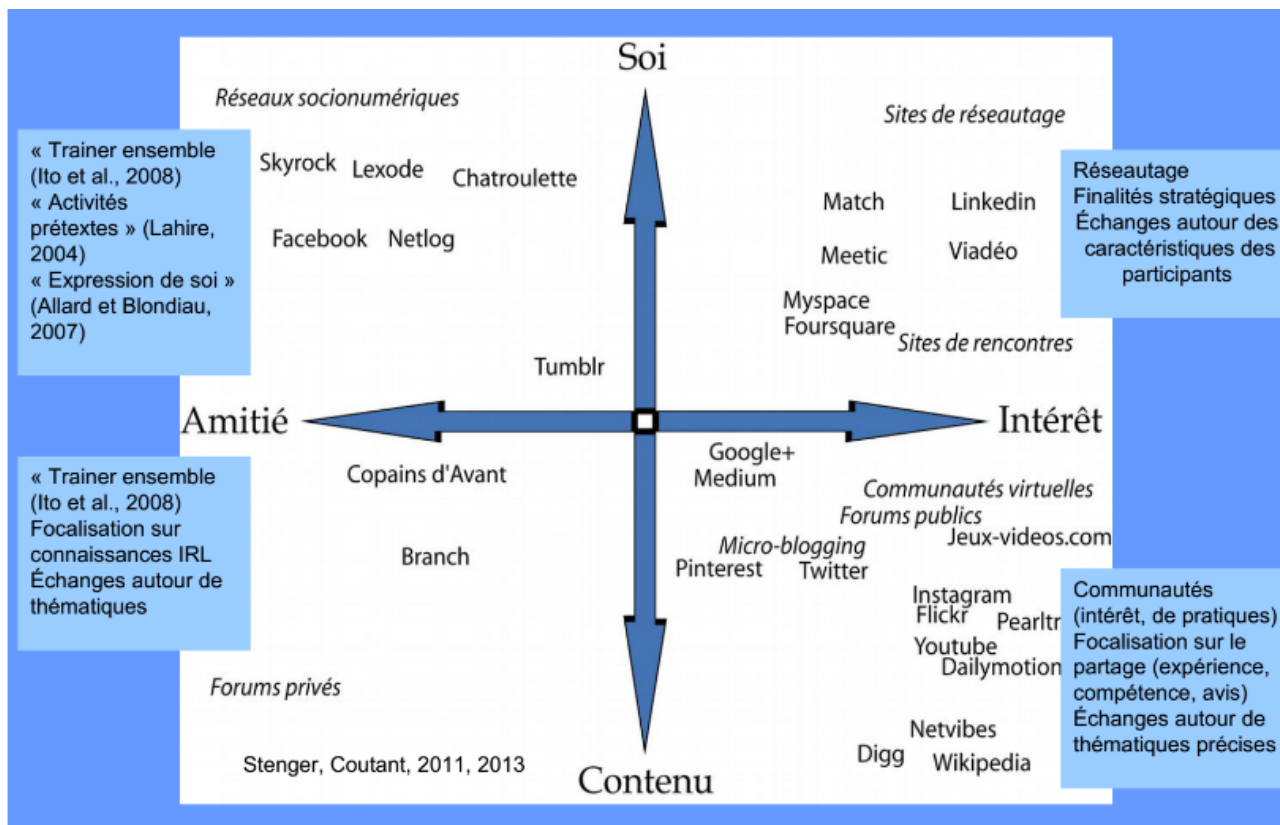 Soi
Réseaux socionumériques
Sites de réseautage
« Trainer ensemble
(Ito et al., 2008)
« Activités
prétextes » (Lahire,
2004)
« Expression de soi »
(Allard et Blondiau,
2007)
Skyrock
Lexode
Chatroulette
Facebook
Netlog
Tumblr
Match
Linkedin
Meetic
Viadéo
Myspace
Foursquare
Sites de rencontres
Réseautage
Finalités stratégiques
Échanges autour des
caractéristiques des
participants
Amitié
Intérêt
« Trainer ensemble
(Ito et al., 2008)
Focalisation sur
connaissances IRL
Échanges autour de
thématiques
Copains d'Avant
Branch
Forums privés
Stenger, Coutant, 2011, 2013
Google+
Medium
Communautés virtuelles
Forums publics
Jeux-videos.com
Micro-blogging
Pinterest
Twitter
Instagram
Flickr
Pearltr
Youtube
Dailymotion
Netvibes
Digg
Wikipedia
Communautés
(intérêt, de pratiques)
Focalisation sur le
partage (expérience,
compétence, avis)
Échanges autour de
thématiques précises
Contenu